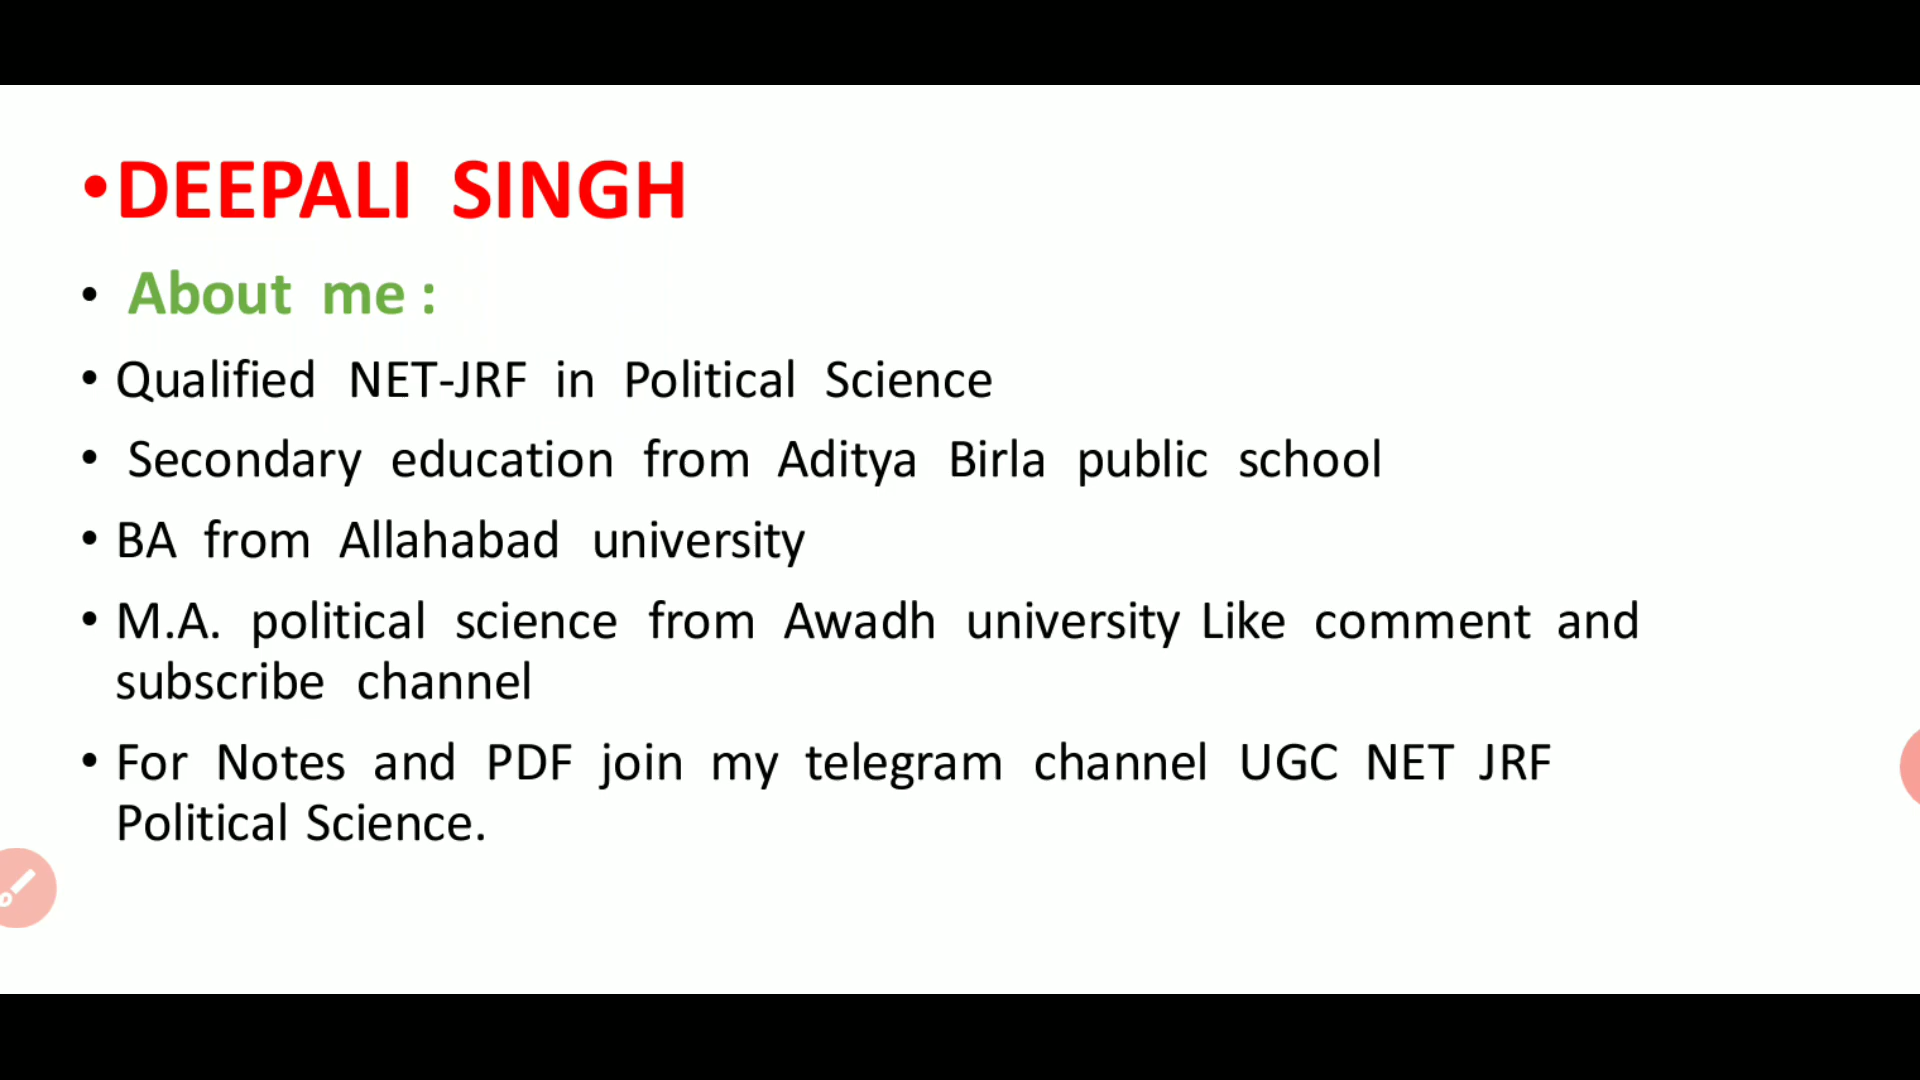 •DEEPALI SINGH
• About me :
• Qualified NET-JRF in Political Science
• Secondary education from Aditya Birla public school
• BA from Allahabad university
• M.A. political science from Awadh university Like comment and
subscribe channel
• For Notes and PDF join my telegram channel UGC NET JRF
Political Science.